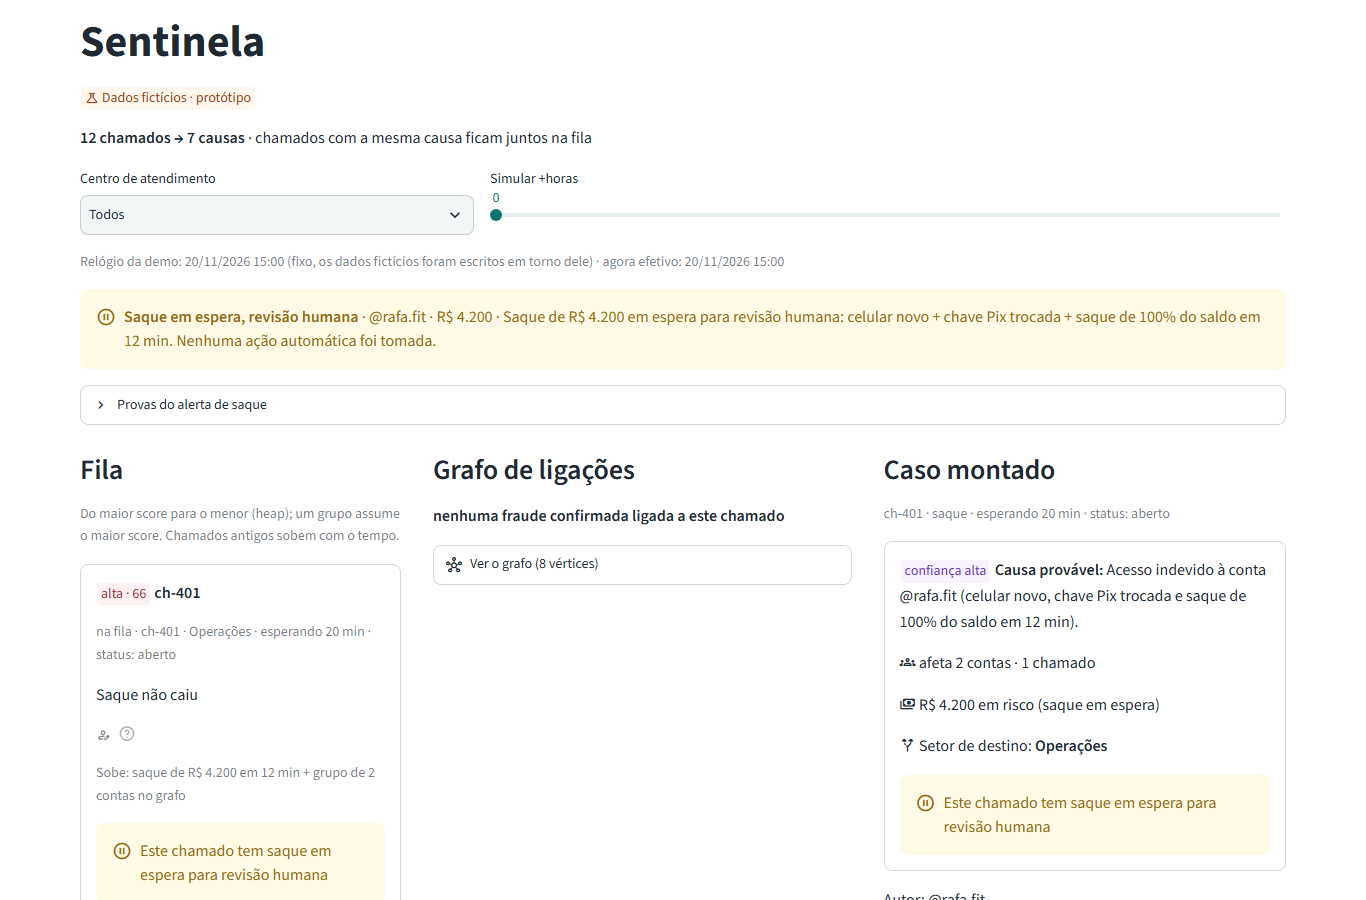 Sentinela
Dados fictícios · protótipo
12 chamados → 7 causas · chamados com a mesma causa ficam juntos na fila
Centro de atendimento
Todos
Simular +horas
0
Relógio da demo: 20/11/2026 15:00 (fixo, os dados fictícios foram escritos em torno dele) · agora efetivo: 20/11/2026 15:00
Saque em espera, revisão humana · @rafa.fit · R$ 4.200 · Saque de R$ 4.200 em espera para revisão humana: celular novo + chave Pix trocada + saque de 100% do saldo em
12 min. Nenhuma ação automática foi tomada.
Provas do alerta de saque
Fila
Do maior score para o menor (heap); um grupo assume
o maior score. Chamados antigos sobem com o tempo.
alta · 66 ch-401
na fila · ch-401 · Operações · esperando 20 min ·
status: aberto
Saque não caiu
Sobe: saque de R$ 4.200 em 12 min + grupo de 2
contas no grafo
Este chamado tem saque em
espera para revisão humana
Grafo de ligações
nenhuma fraude confirmada ligada a este chamado
Ver o grafo (8 vértices)
Caso montado
ch-401 · saque · esperando 20 min · status: aberto
confiança alta Causa provável: Acesso indevido à conta
@rafa.fit (celular novo, chave Pix trocada e saque de
100% do saldo em 12 min).
afeta 2 contas · 1 chamado
R$ 4.200 em risco (saque em espera)
Setor de destino: Operações
Este chamado tem saque em espera para
revisão humana
Autor: @rafa.fit